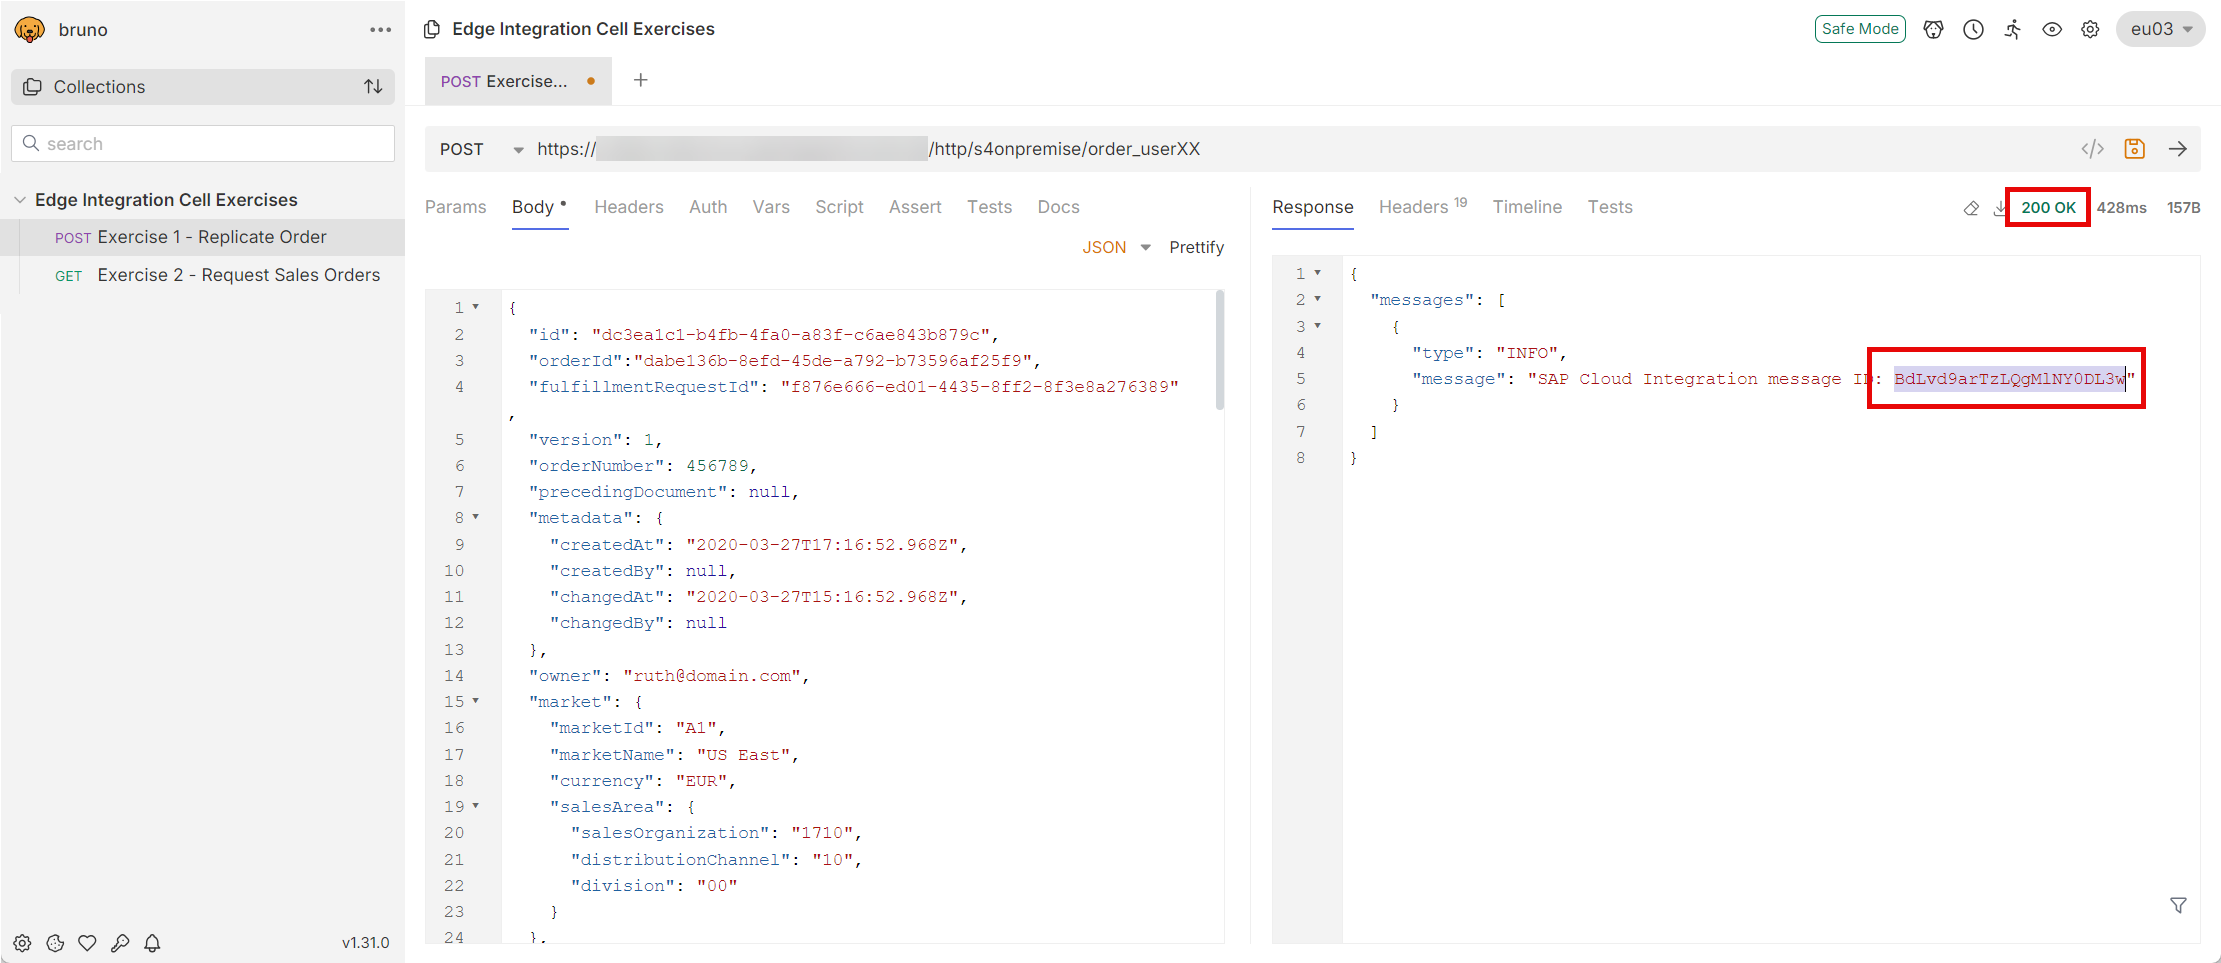 bruno
Collections
search
Edge Integration Cell Exercises
POST Exercise 1 - Replicate Order
GET Exercise 2 - Request Sales Orders
v1.31.0
Edge Integration Cell Exercises
Safe Mode
eu03
POST Exercise...
POST https:// /http/s4onpremise/order_userXX
Params Body Headers Auth Vars Script Assert Tests Docs
JSON Prettify
1 {
2 "id": "dc3ea1c1-b4fb-4fa0-a83f-c6ae843b879c",
3 "orderId":"dabe136b-8efd-45de-a792-b73596af25f9",
4 "fulfillmentRequestId": "f876e666-ed01-4435-8ff2-8f3e8a276389"
,
5 "version": 1,
6 "orderNumber": 456789,
7 "precedingDocument": null,
8 "metadata": {
9 "createdAt": "2020-03-27T17:16:52.968Z",
10 "createdBy": null,
11 "changedAt": "2020-03-27T15:16:52.968Z",
12 "changedBy": null
13 },
14 "owner": "ruth@domain.com",
15 "market": {
16 "marketId": "A1",
17 "marketName": "US East",
18 "currency": "EUR",
19 "salesArea": {
20 "salesOrganization": "1710",
21 "distributionChannel": "10",
22 "division": "00"
23 }
24 },
Response Headers 19 Timeline Tests
200 OK 428ms 157B
1 {
2 "messages": [
3 {
4 "type": "INFO",
5 "message": "SAP Cloud Integration message ID: BdLvd9arTzLQgMlNY0DL3w"
6 }
7 ]
8 }